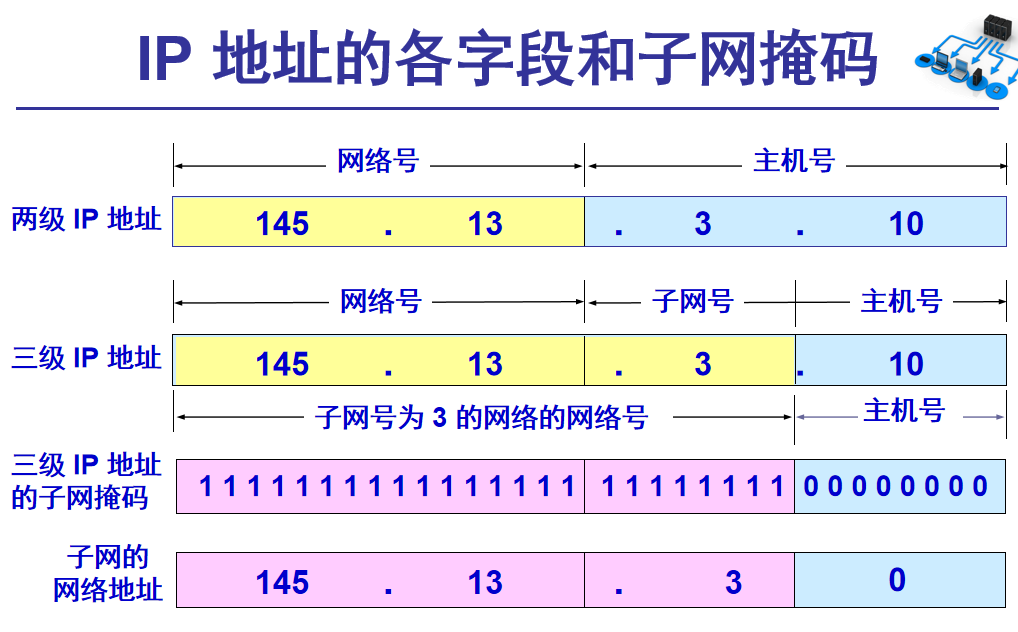 IP 地址的各字段和子网掩码
网络号 主机号
两级 IP 地址 145 . 13 . 3 . 10
网络号 子网号 主机号
三级 IP 地址 145 . 13 . 3 . 10
子网号为 3 的网络的网络号 主机号
三级 IP 地址
的子网掩码 1 1 1 1 1 1 1 1 1 1 1 1 1 1 1 1 1 1 1 1 1 1 1 1 0 0 0 0 0 0 0 0
子网的
网络地址 145 . 13 . 3 0